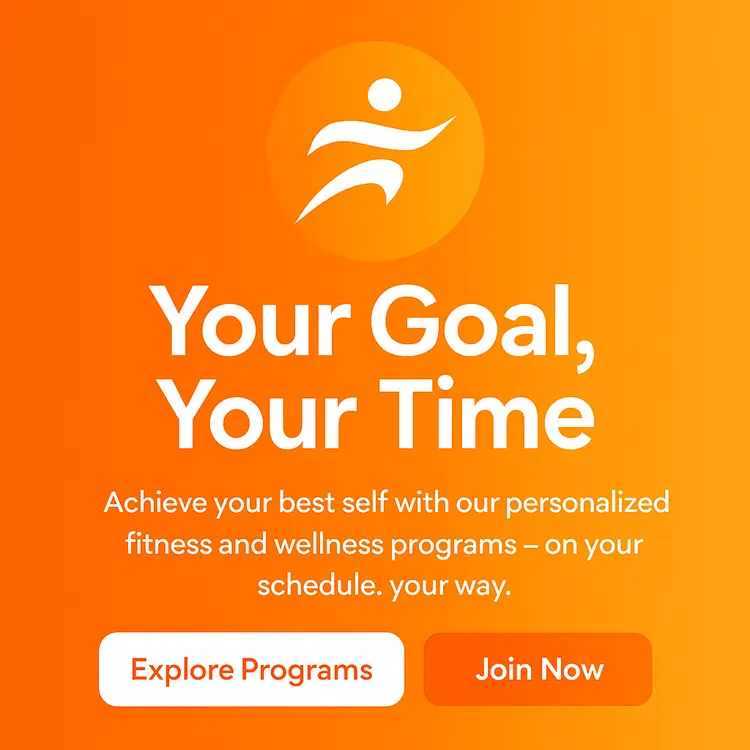 Your Goal,
Your Time
Achieve your best self with our personalized
fitness and wellness programs – on your
schedule. your way.
Explore Programs
Join Now